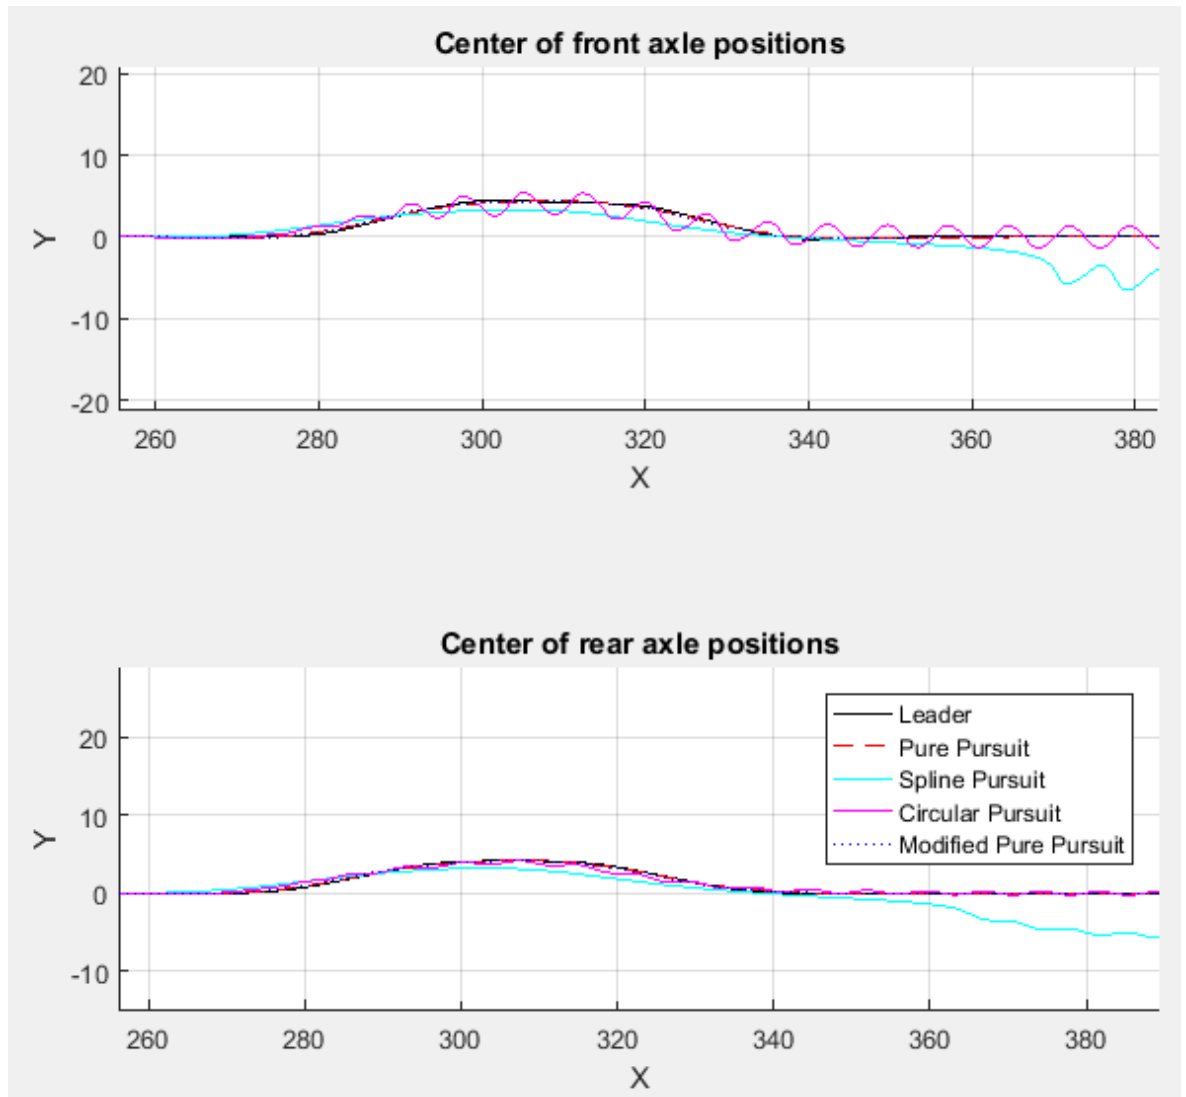 Center of front axle positions
20
10
0
-10
-20
Y
260 280 300 320 340 360 380
X
Center of rear axle positions
20
10
0
-10
Y
Leader
Pure Pursuit
Spline Pursuit
Circular Pursuit
Modified Pure Pursuit
260 280 300 320 340 360 380
X